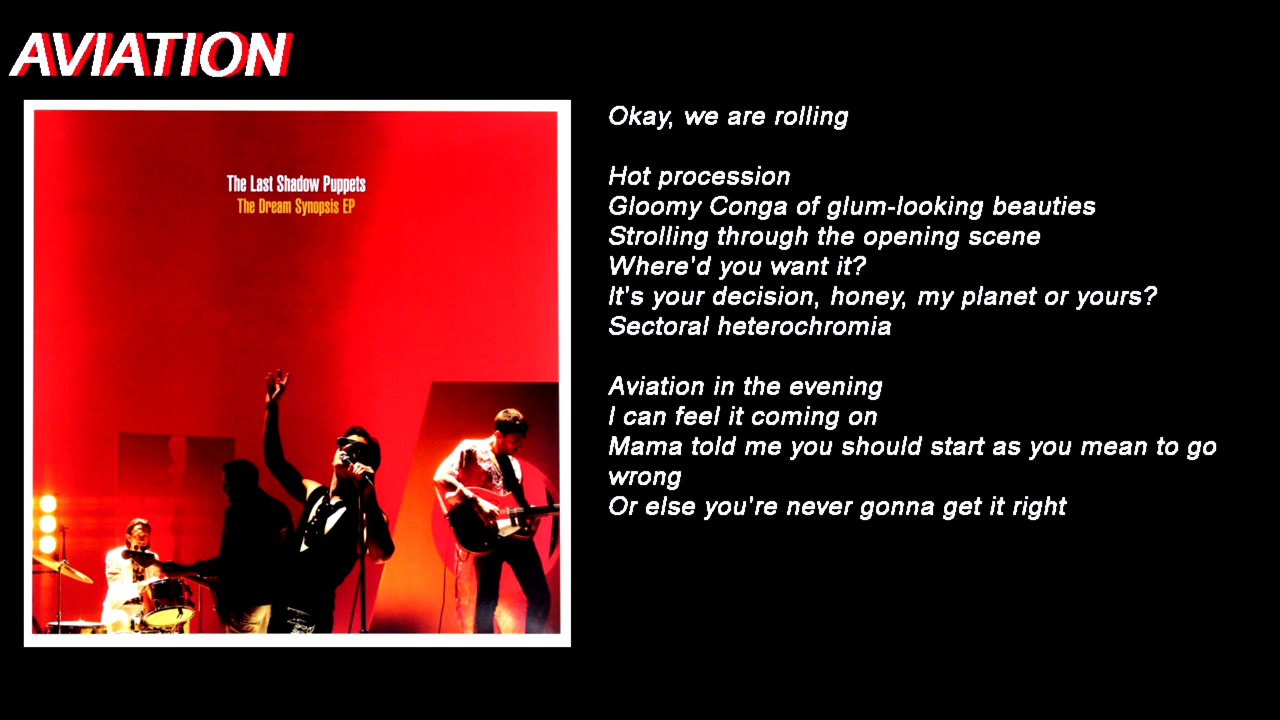 AVIATION
The Last Shadow Puppets
The Dream Synopsis EP
Okay, we are rolling
Hot procession
Gloomy Conga of glum-looking beauties
Strolling through the opening scene
Where'd you want it?
It's your decision, honey, my planet or yours?
Sectoral heterochromia
Aviation in the evening
I can feel it coming on
Mama told me you should start as you mean to go
wrong
Or else you're never gonna get it right